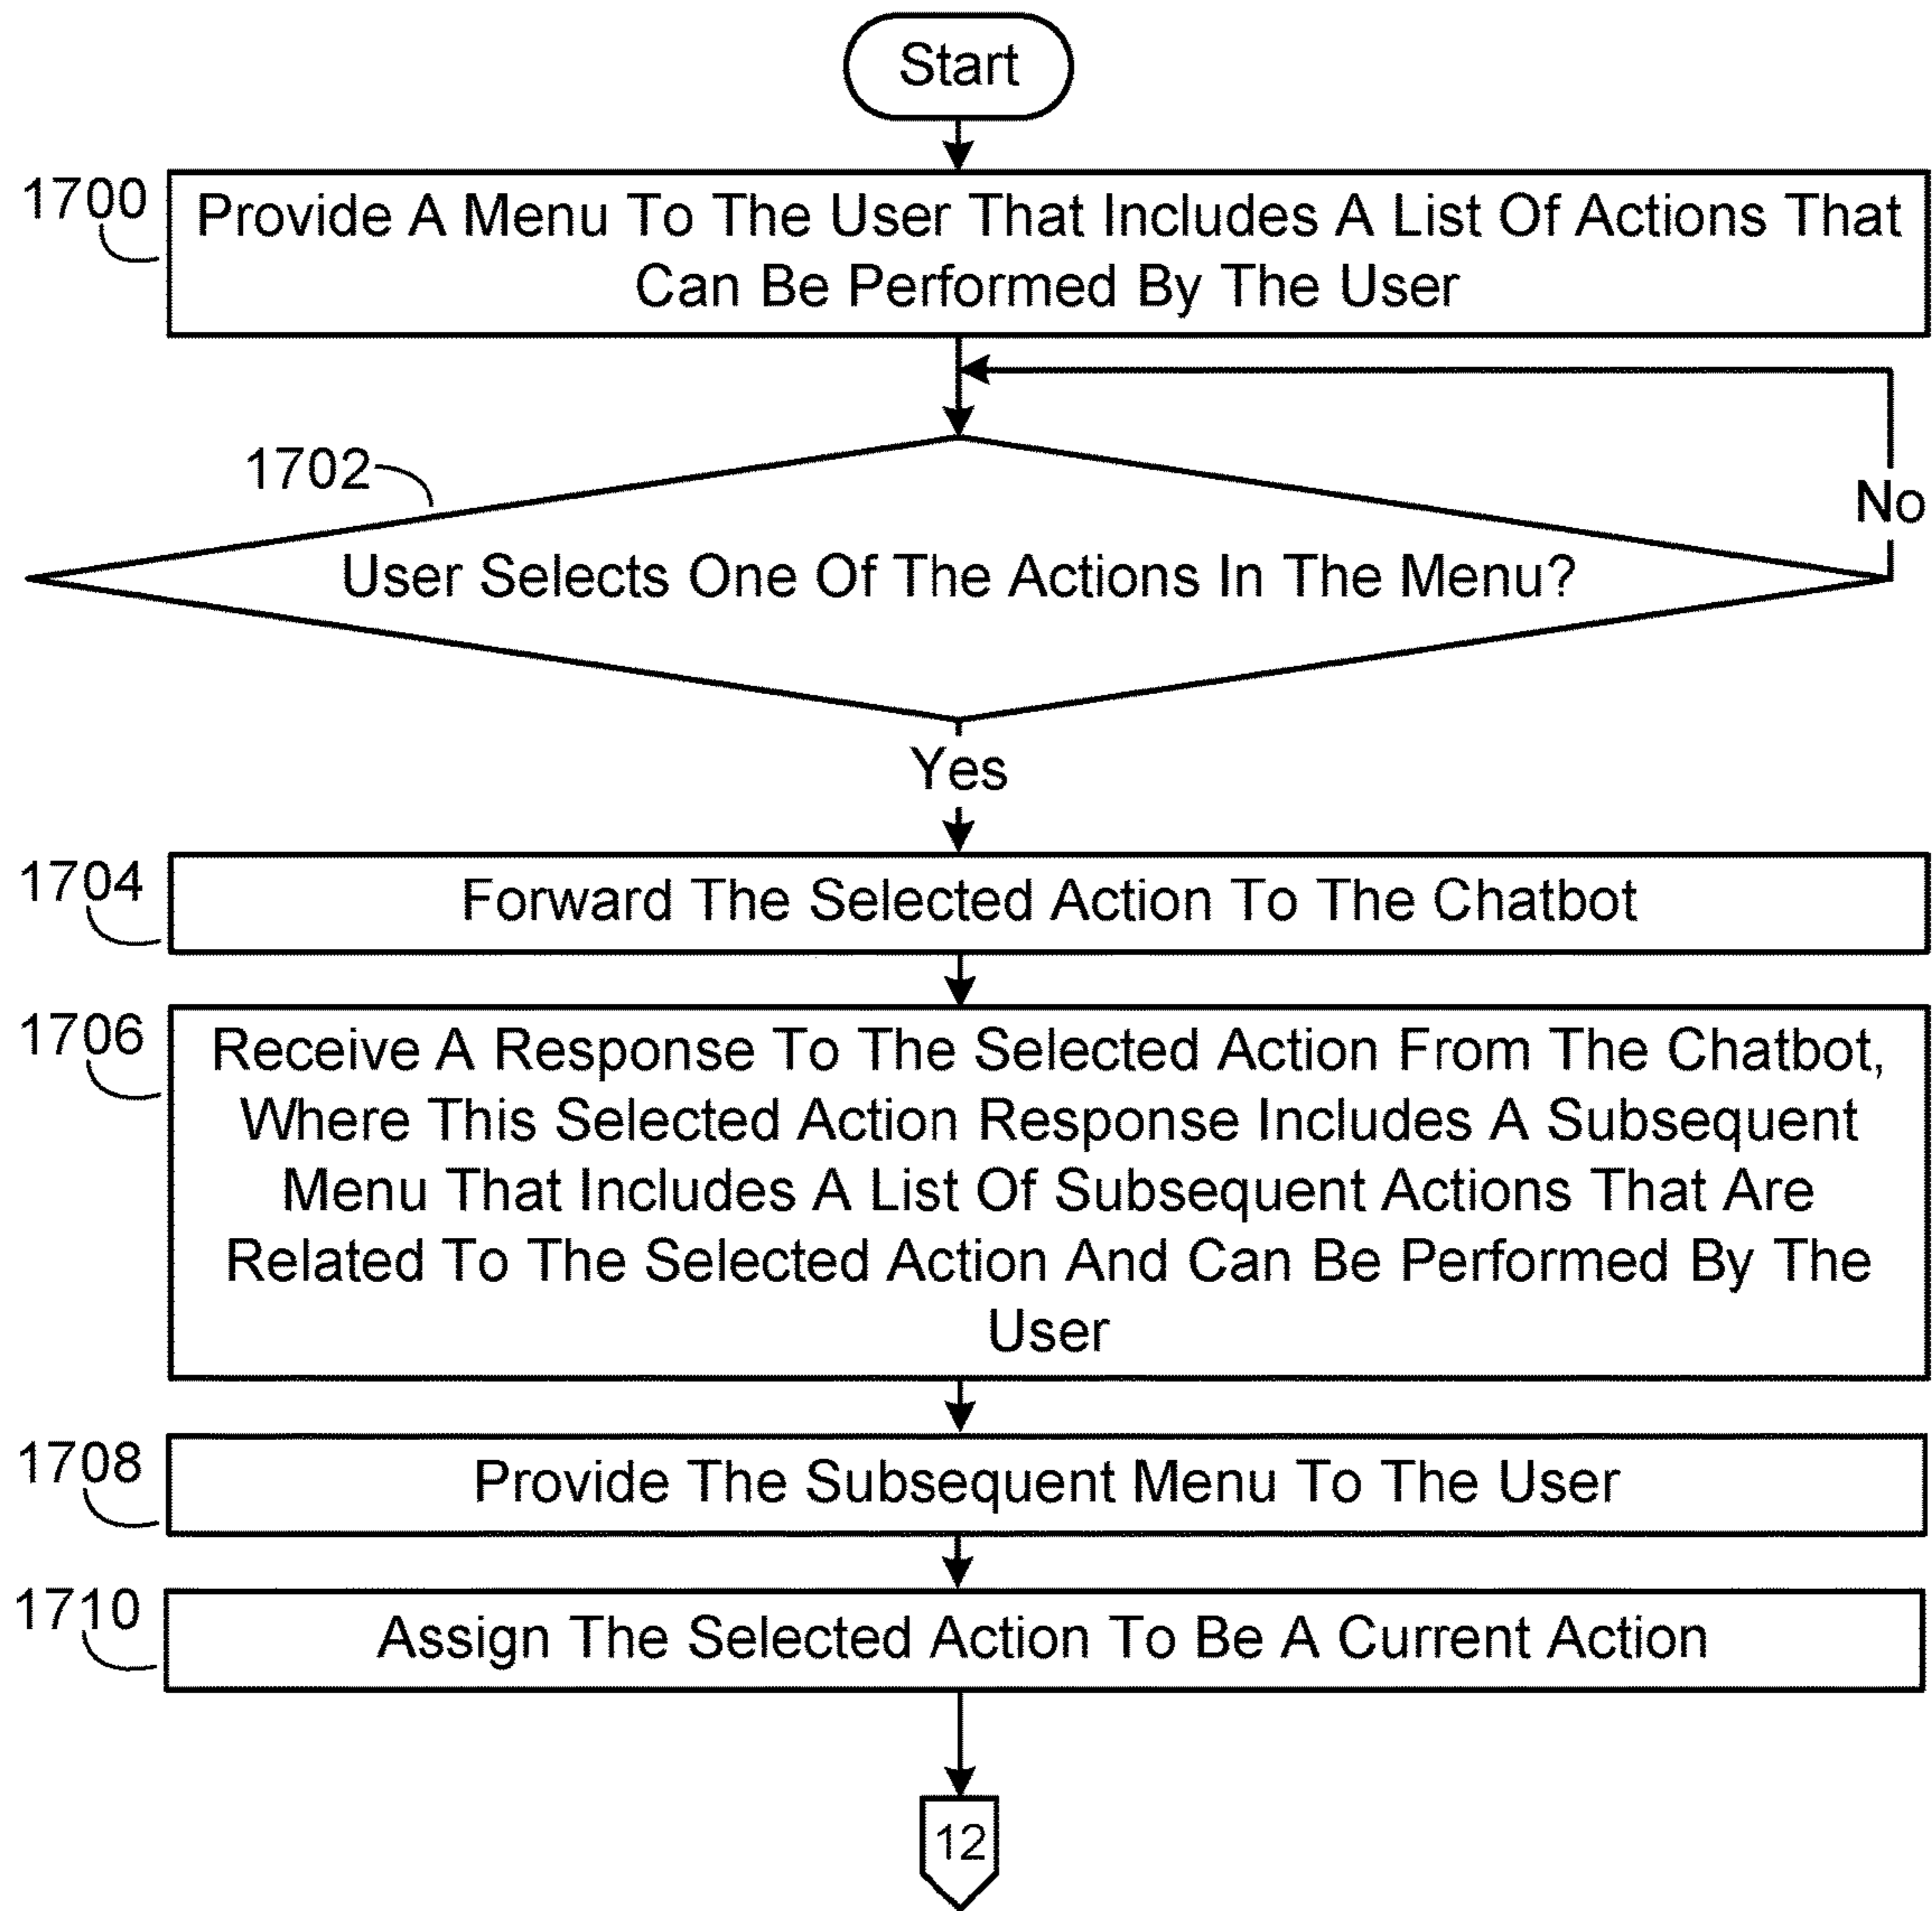 Start
1700
Provide A Menu To The User That Includes A List Of Actions That
Can Be Performed By The User
1702
No
User Selects One Of The Actions In The Menu?
Yes
1704
Forward The Selected Action To The Chatbot
1706
Receive A Response To The Selected Action From The Chatbot,
Where This Selected Action Response Includes A Subsequent
Menu That Includes A List Of Subsequent Actions That Are
Related To The Selected Action And Can Be Performed By The
User
1708
Provide The Subsequent Menu To The User
1710
Assign The Selected Action To Be A Current Action
12